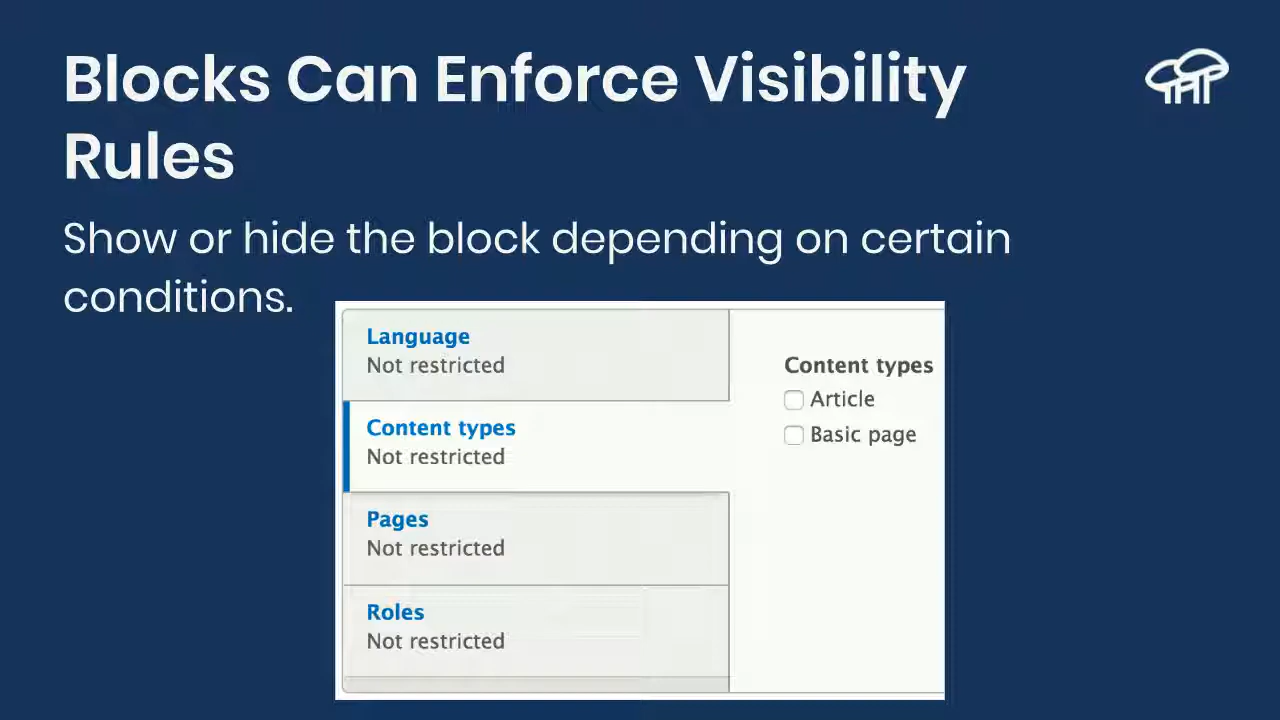 Blocks Can Enforce Visibility
Rules
Show or hide the block depending on certain
conditions.
Language
Not restricted
Content types
Not restricted
Pages
Not restricted
Roles
Not restricted
Content types
Article
Basic page